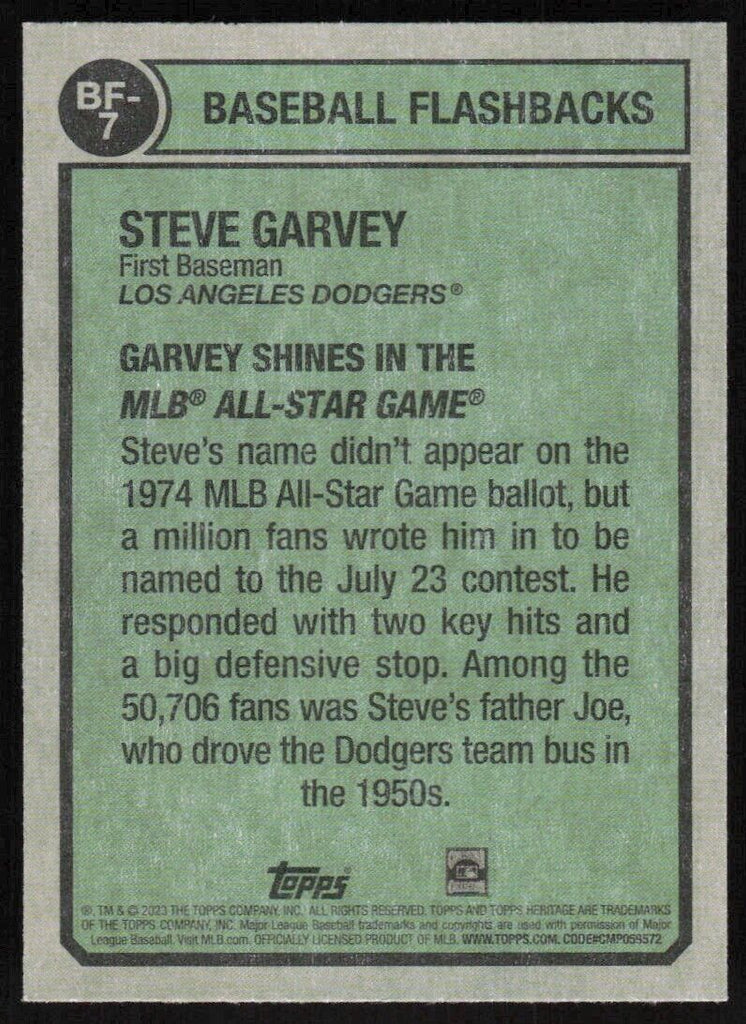 BF-
7
BASEBALL FLASHBACKS
STEVE GARVEY
First Baseman
LOS ANGELES DODGERS®
GARVEY SHINES IN THE
MLB® ALL-STAR GAME®
Steve's name didn't appear on the
1974 MLB All-Star Game ballot, but
a million fans wrote him in to be
named to the July 23 contest. He
responded with two key hits and
a big defensive stop. Among the
50,706 fans was Steve's father Joe,
who drove the Dodgers team bus in
the 1950s.
topps
®, TM & © 2023 THE TOPPS COMPANY, INC. ALL RIGHTS RESERVED. TOPPS AND TOPPS HERITAGE ARE TRADEMARKS
OF THE TOPPS COMPANY, INC. Major League Baseball trademarks and copyrights are used with permission of Major
League Baseball. Visit MLB.com. OFFICIALLY LICENSED PRODUCT OF MLB. WWW.TOPPS.COM.